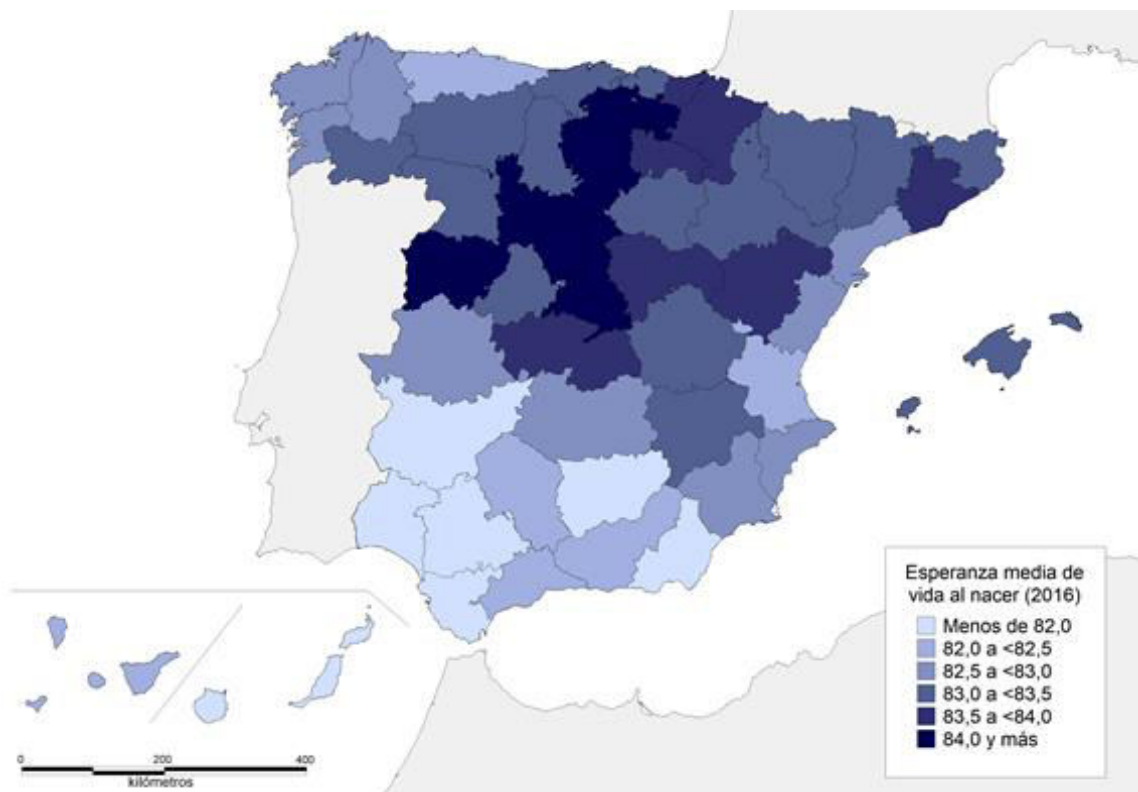 Esperanza media de
vida al nacer (2016)
Menos de 82,0
82,0 a <82,5
82,5 a <83,0
83,0 a <83,5
83,5 a <84,0
84,0 y más
0 200 400
kilómetros